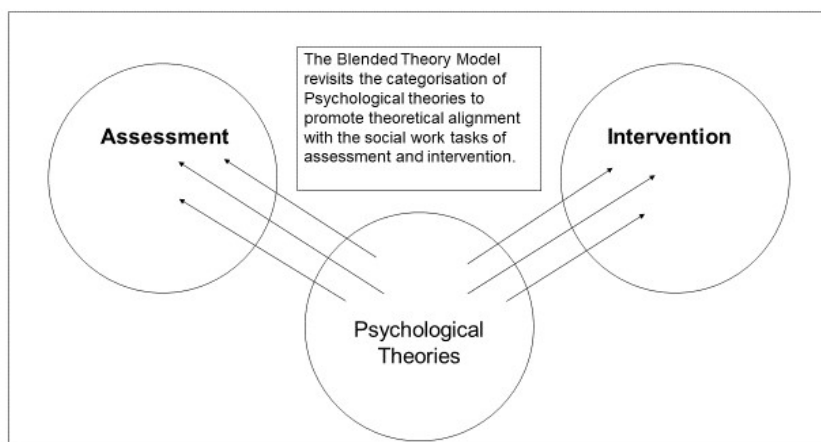 The Blended Theory Model
revisits the categorisation of
Psychological theories to
promote theoretical alignment
with the social work tasks of
assessment and intervention.
Assessment
Intervention
Psychological
Theories